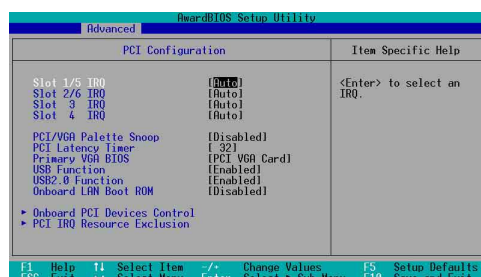 AwardBIOS Setup Utility
Advanced
PCI Configuration
Item Specific Help
Slot 1/5 IRQ [Auto]
Slot 2/6 IRQ [Auto]
Slot 3 IRQ [Auto]
Slot 4 IRQ [Auto]
PCI/VGA Palette Snoop [Disabled]
PCI Latency Timer [ 32]
Primary VGA BIOS [PCI VGA Card]
USB Function [Enabled]
USB2.0 Function [Enabled]
Onboard LAN Boot ROM [Disabled]
▸ Onboard PCI Devices Control
▸ PCI IRQ Resource Exclusion
<Enter> to select an
IRQ.
F1 Help ↑↓ Select Item -/+ Change Values F5 Setup Defaults